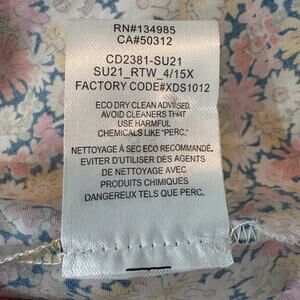 RN#134985
CA#50312
CD2381-SU21
SU21_RTW_4/15X
FACTORY CODE#XDS1012
ECO DRY CLEAN ADVISED.
AVOID CLEANERS THAT
USE HARMFUL
CHEMICALS LIKE "PERC."
NETTOYAGE À SEC ECO RECOMMANDÉ.
EVITER D'UTILISER DES AGENTS
DE NETTOYAGE AVEC
PRODUITS CHIMIQUES
DANGEREUX TELS QUE PERC.